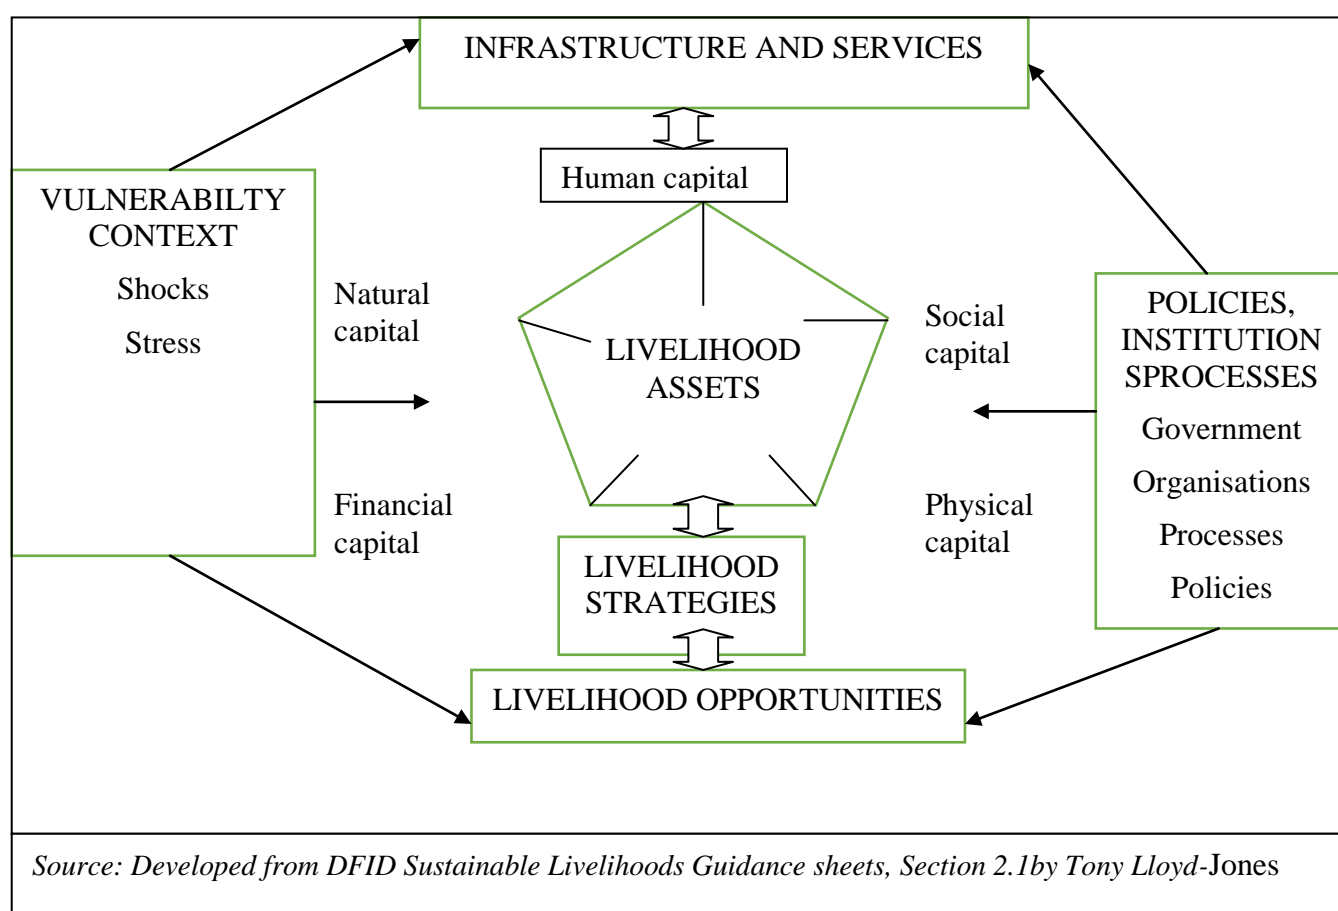 INFRASTRUCTURE AND SERVICES
Human capital
VULNERABILTY
CONTEXT
Shocks
Stress
Natural
capital
Financial
capital
LIVELIHOOD
ASSETS
Social
capital
Physical
capital
POLICIES,
INSTITUTION
SPROCESSES
Government
Organisations
Processes
Policies
LIVELIHOOD
STRATEGIES
LIVELIHOOD OPPORTUNITIES
Source: Developed from DFID Sustainable Livelihoods Guidance sheets, Section 2.1by Tony Lloyd-Jones